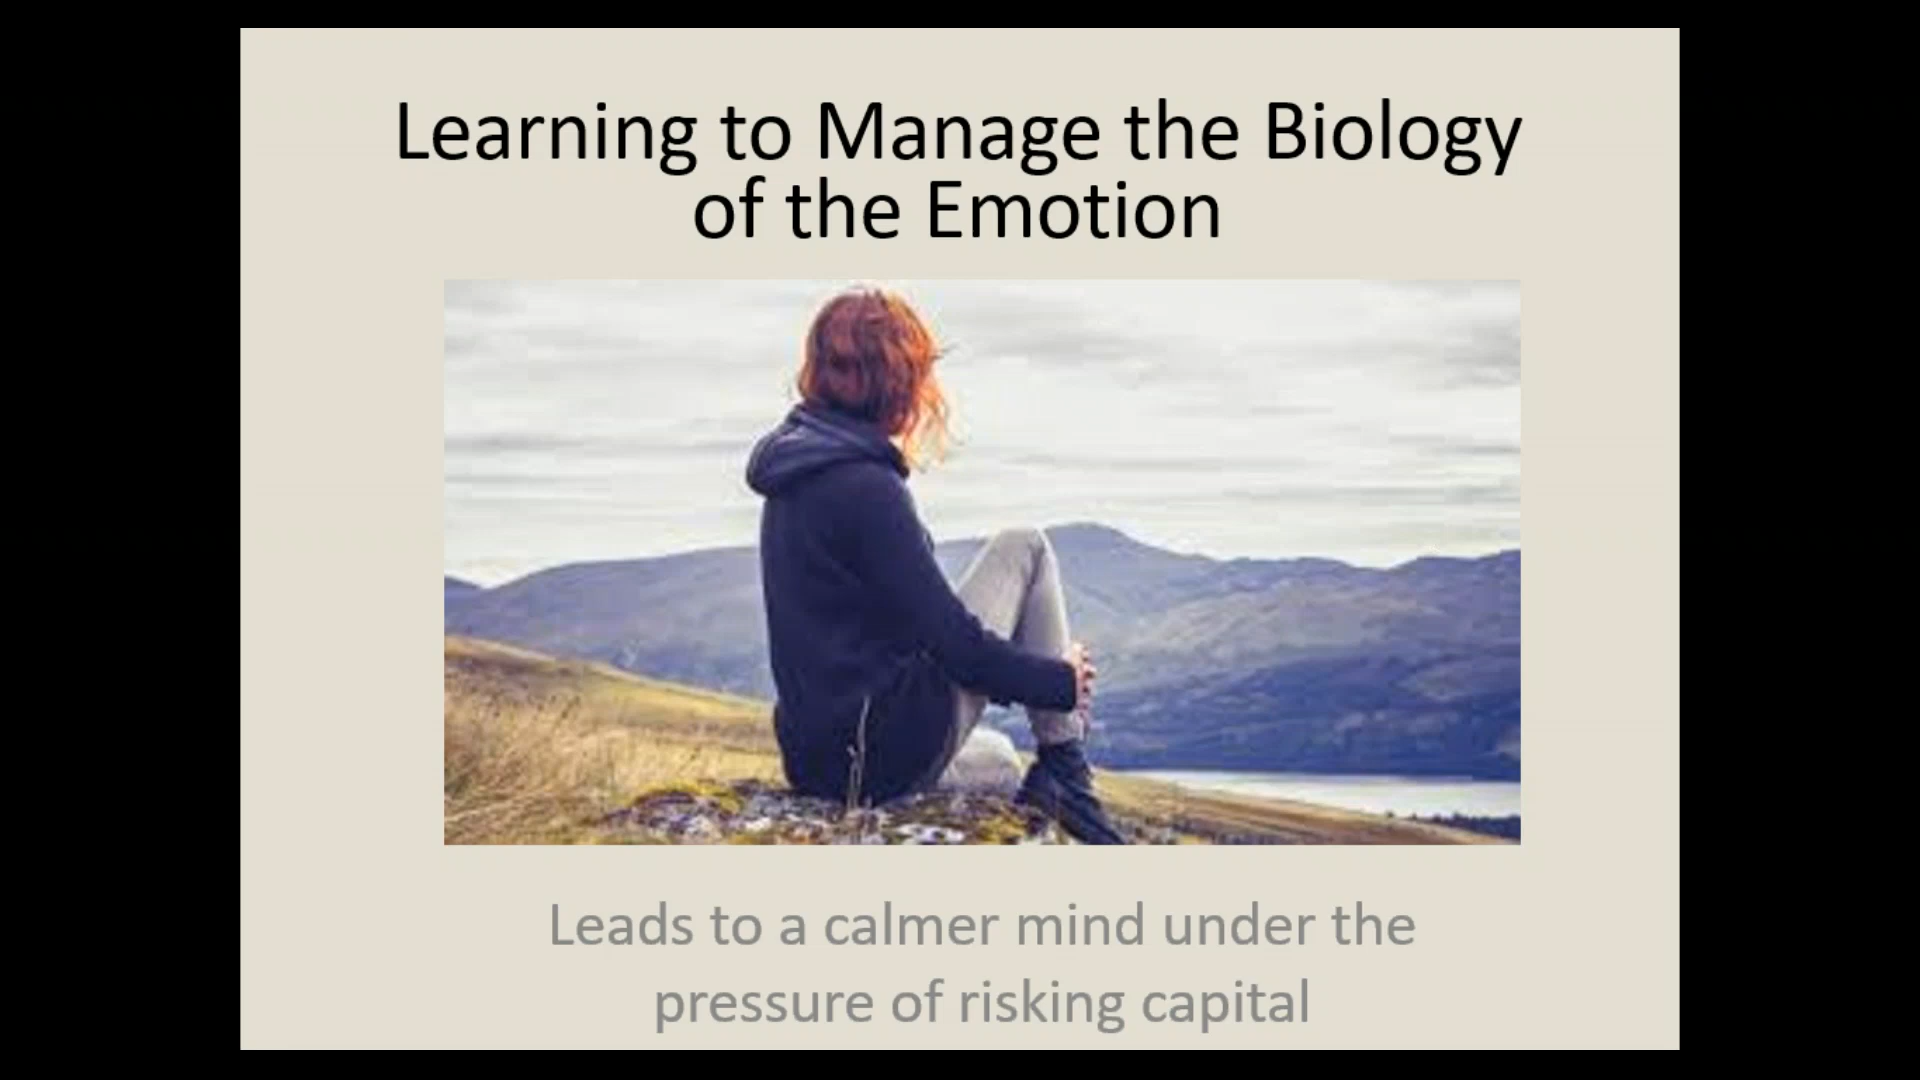 Learning to Manage the Biology
of the Emotion
Leads to a calmer mind under the
pressure of risking capital